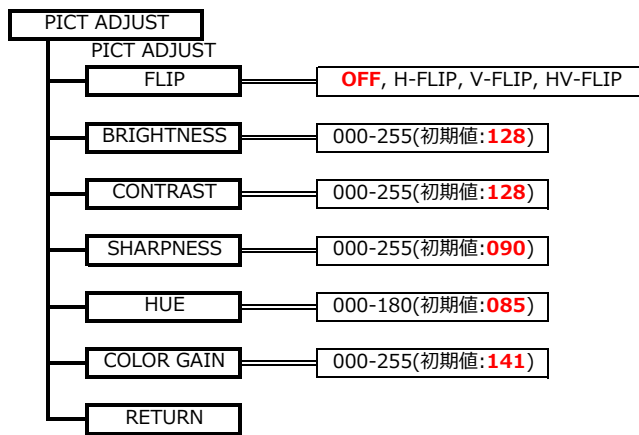 PICT ADJUST
PICT ADJUST
FLIP OFF, H-FLIP, V-FLIP, HV-FLIP
BRIGHTNESS 000-255(初期値:128)
CONTRAST 000-255(初期値:128)
SHARPNESS 000-255(初期値:090)
HUE 000-180(初期値:085)
COLOR GAIN 000-255(初期値:141)
RETURN